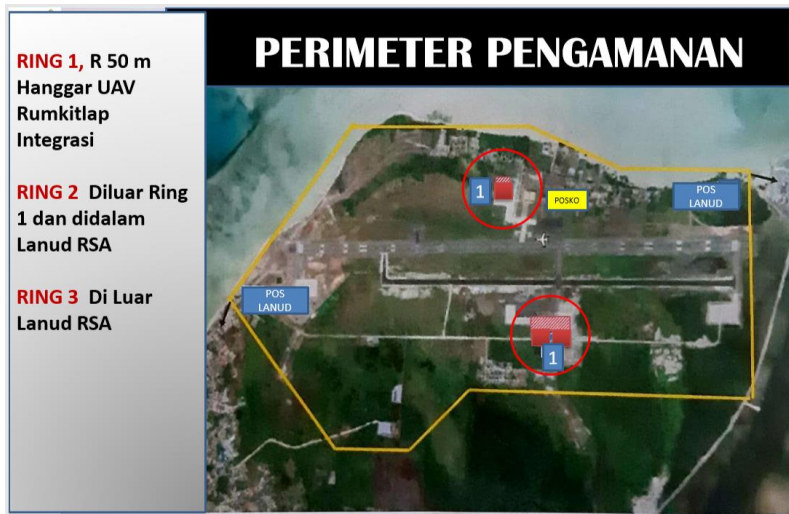 PERIMETER PENGAMANAN
RING 1, R 50 m
Hanggar UAV
Rumkitlap
Integrasi
RING 2 Diluar Ring
1 dan didalam
Lanud RSA
RING 3 Di Luar
Lanud RSA
1
POSKO
POS
LANUD
POS
LANUD
1